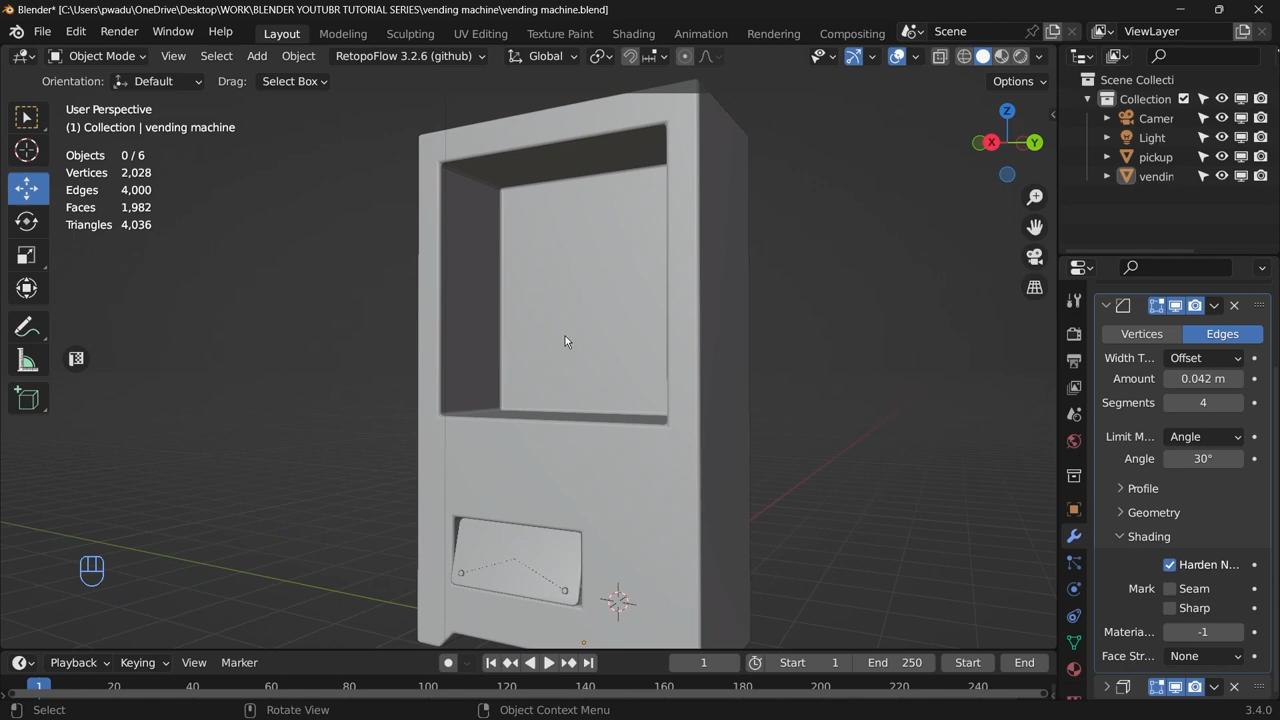 Blender* [C:\Users\pwadu\OneDrive\Desktop\WORK\BLENDER YOUTUBR TUTORIAL SERIES\vending machine\vending machine.blend]
File Edit Render Window Help Layout Modeling Sculpting UV Editing Texture Paint Shading Animation Rendering Compositing Scene ViewLayer
Object Mode View Select Add Object RetopoFlow 3.2.6 (github) Global
Orientation: Default Drag: Select Box Options
User Perspective
(1) Collection | vending machine
Objects 0/6
Vertices 2,028
Edges 4,000
Faces 1,982
Triangles 4,036
Z
X
Y
Scene Collecti
Collection
Camer
Light
pickup
vendin
Vertices Edges
Width T... Offset
Amount 0.042 m
Segments 4
Limit M... Angle
Angle 30°
Profile
Geometry
Shading
Harden N...
Mark Seam
Sharp
Materia... -1
Face Str... None
Playback Keying View Marker 1 Start 1 End 250 Start End
1 20 40 60 80 100 120 140 160 180 200 220 240
Select Rotate View Object Context Menu 3.4.0